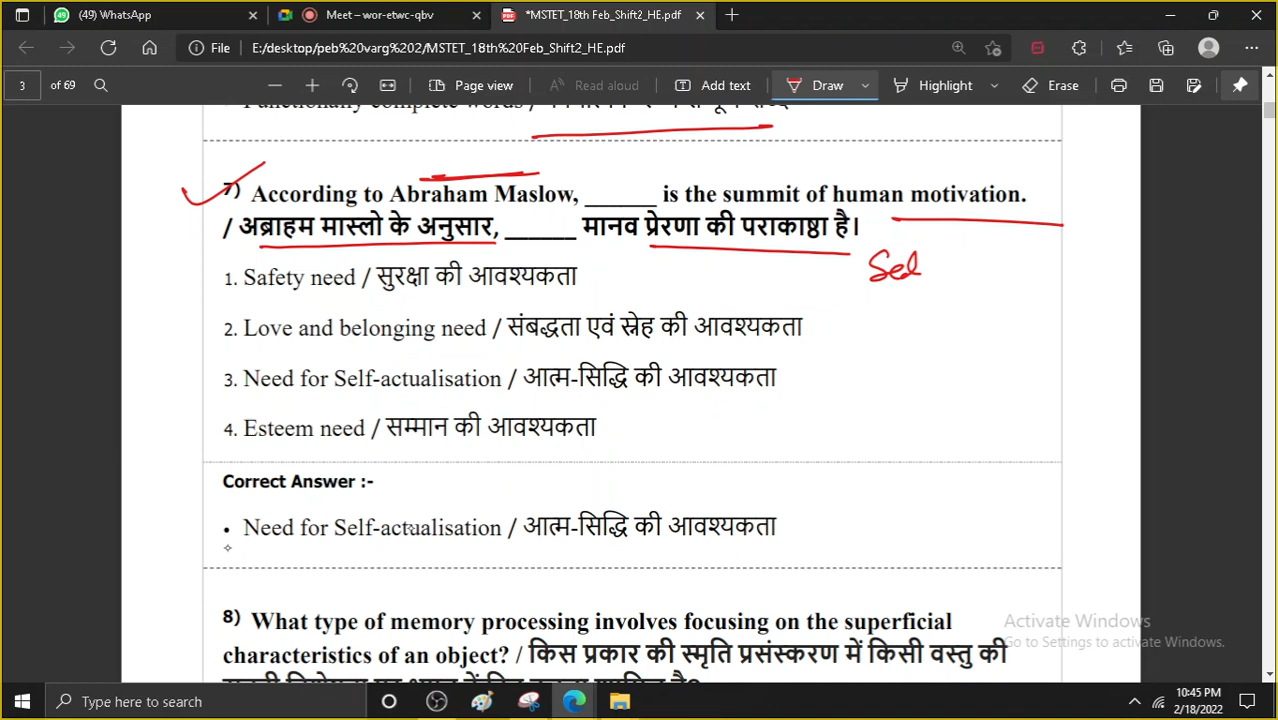 (49) WhatsApp
Meet – wor-etwc-qbv
*MSTET_18th Feb_Shift2_HE.pdf
File E:/desktop/peb%20varg%202/MSTET_18th%20Feb_Shift2_HE.pdf
3 of 69 Page view Read aloud Add text Draw Highlight Erase
Functionally complete words /
7) According to Abraham Maslow, ______ is the summit of human motivation.
/ अब्राहम मास्लो के अनुसार, ______ मानव प्रेरणा की पराकाष्ठा है।
1. Safety need / सुरक्षा की आवश्यकता
2. Love and belonging need / संबद्धता एवं स्नेह की आवश्यकता
3. Need for Self-actualisation / आत्म-सिद्धि की आवश्यकता
4. Esteem need / सम्मान की आवश्यकता
Correct Answer :-
• Need for Self-actualisation / आत्म-सिद्धि की आवश्यकता
8) What type of memory processing involves focusing on the superficial
characteristics of an object? / किस प्रकार की स्मृति प्रसंस्करण में किसी वस्तु की
Activate Windows
Go to Settings to activate Windows.
Type here to search
10:45 PM
2/18/2022